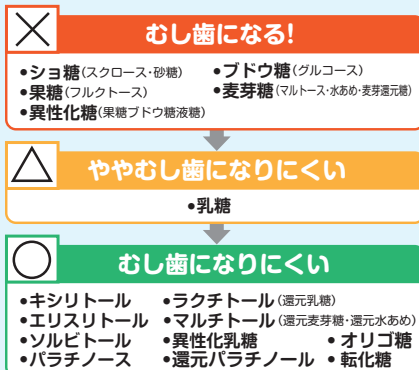 むし歯になる!
•ショ糖(スクロース・砂糖) •ブドウ糖(グルコース)
•果糖(フルクトース) •麦芽糖(マルトース・水あめ・麦芽還元糖)
•異性化糖(果糖ブドウ糖液糖)
ややむし歯になりにくい
•乳糖
むし歯になりにくい
•キシリトール •ラクチトール(還元乳糖)
•エリスリトール •マルチトール(還元麦芽糖・還元水あめ)
•ソルビトール •異性化乳糖 •オリゴ糖
•パラチノース •還元パラチノール •転化糖